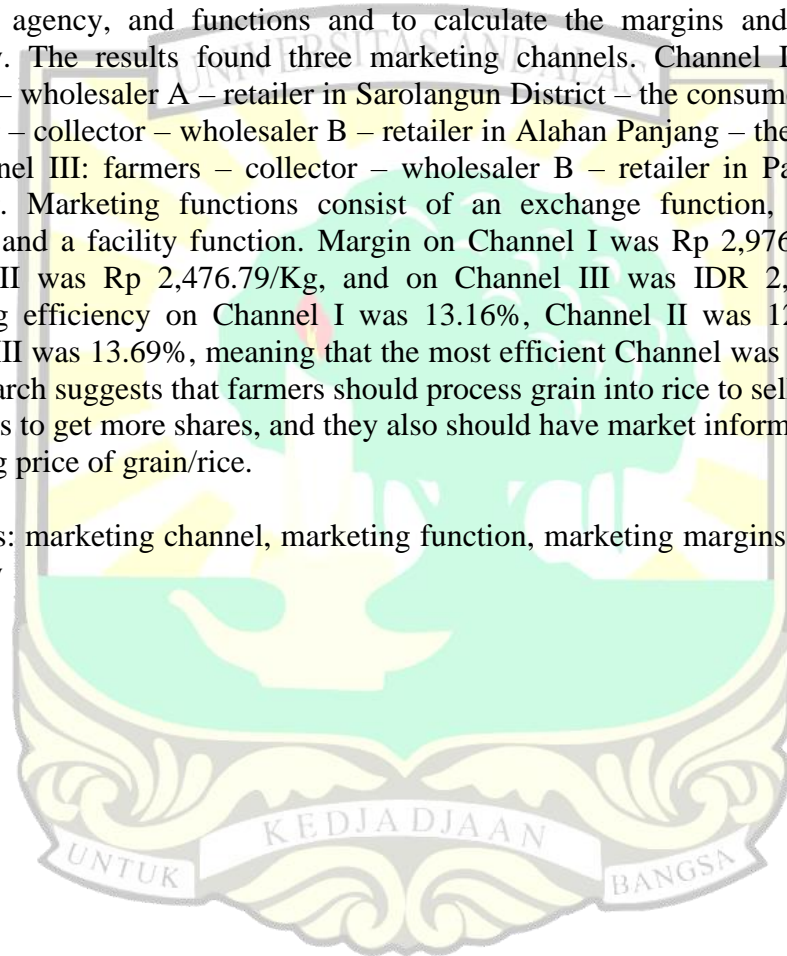 agency, and functions and to calculate the margins and
. The results found three marketing channels. Channel I
– wholesaler A – retailer in Sarolangun District – the consum
– collector – wholesaler B – retailer in Alahan Panjang – the
nel III: farmers – collector – wholesaler B – retailer in Pa
. Marketing functions consist of an exchange function,
and a facility function. Margin on Channel I was Rp 2,976
II was Rp 2,476.79/Kg, and on Channel III was IDR 2,
g efficiency on Channel I was 13.16%, Channel II was 12
III was 13.69%, meaning that the most efficient Channel was
arch suggests that farmers should process grain into rice to sell
s to get more shares, and they also should have market inform
g price of grain/rice.
s: marketing channel, marketing function, marketing margins
UNIVERSITAS ANDALAS
KEDJADJAAN
UNTUK BANGSA